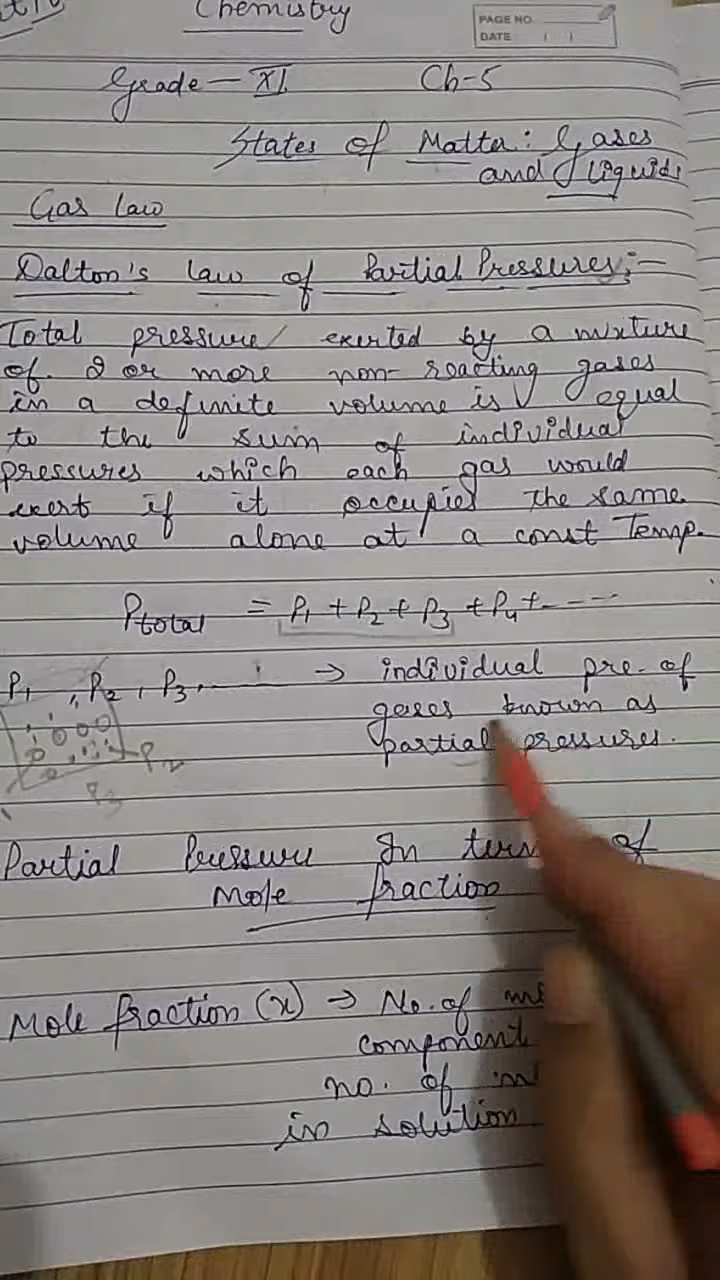 Chemistry
PAGE NO.
DATE / /
Grade — XI Ch-5
States of Matter: Gases
and Liquids
Gas law
Dalton's law of Partial Pressures:-
Total pressure exerted by a mixture
of 2 or more non-reacting gases
in a definite volume is equal
to the sum of individual
pressures which each gas would
exert if it occupied the same
volume alone at a const Temp.
Ptotal = P1 + P2 + P3 + P4 + ----
P1, P2, P3, → individual pre. of
gases known as
partial pressures.
P2
P3
Partial Pressure In of
Mole fraction
Mole fraction (x) → No. of
component
no. of
in solution